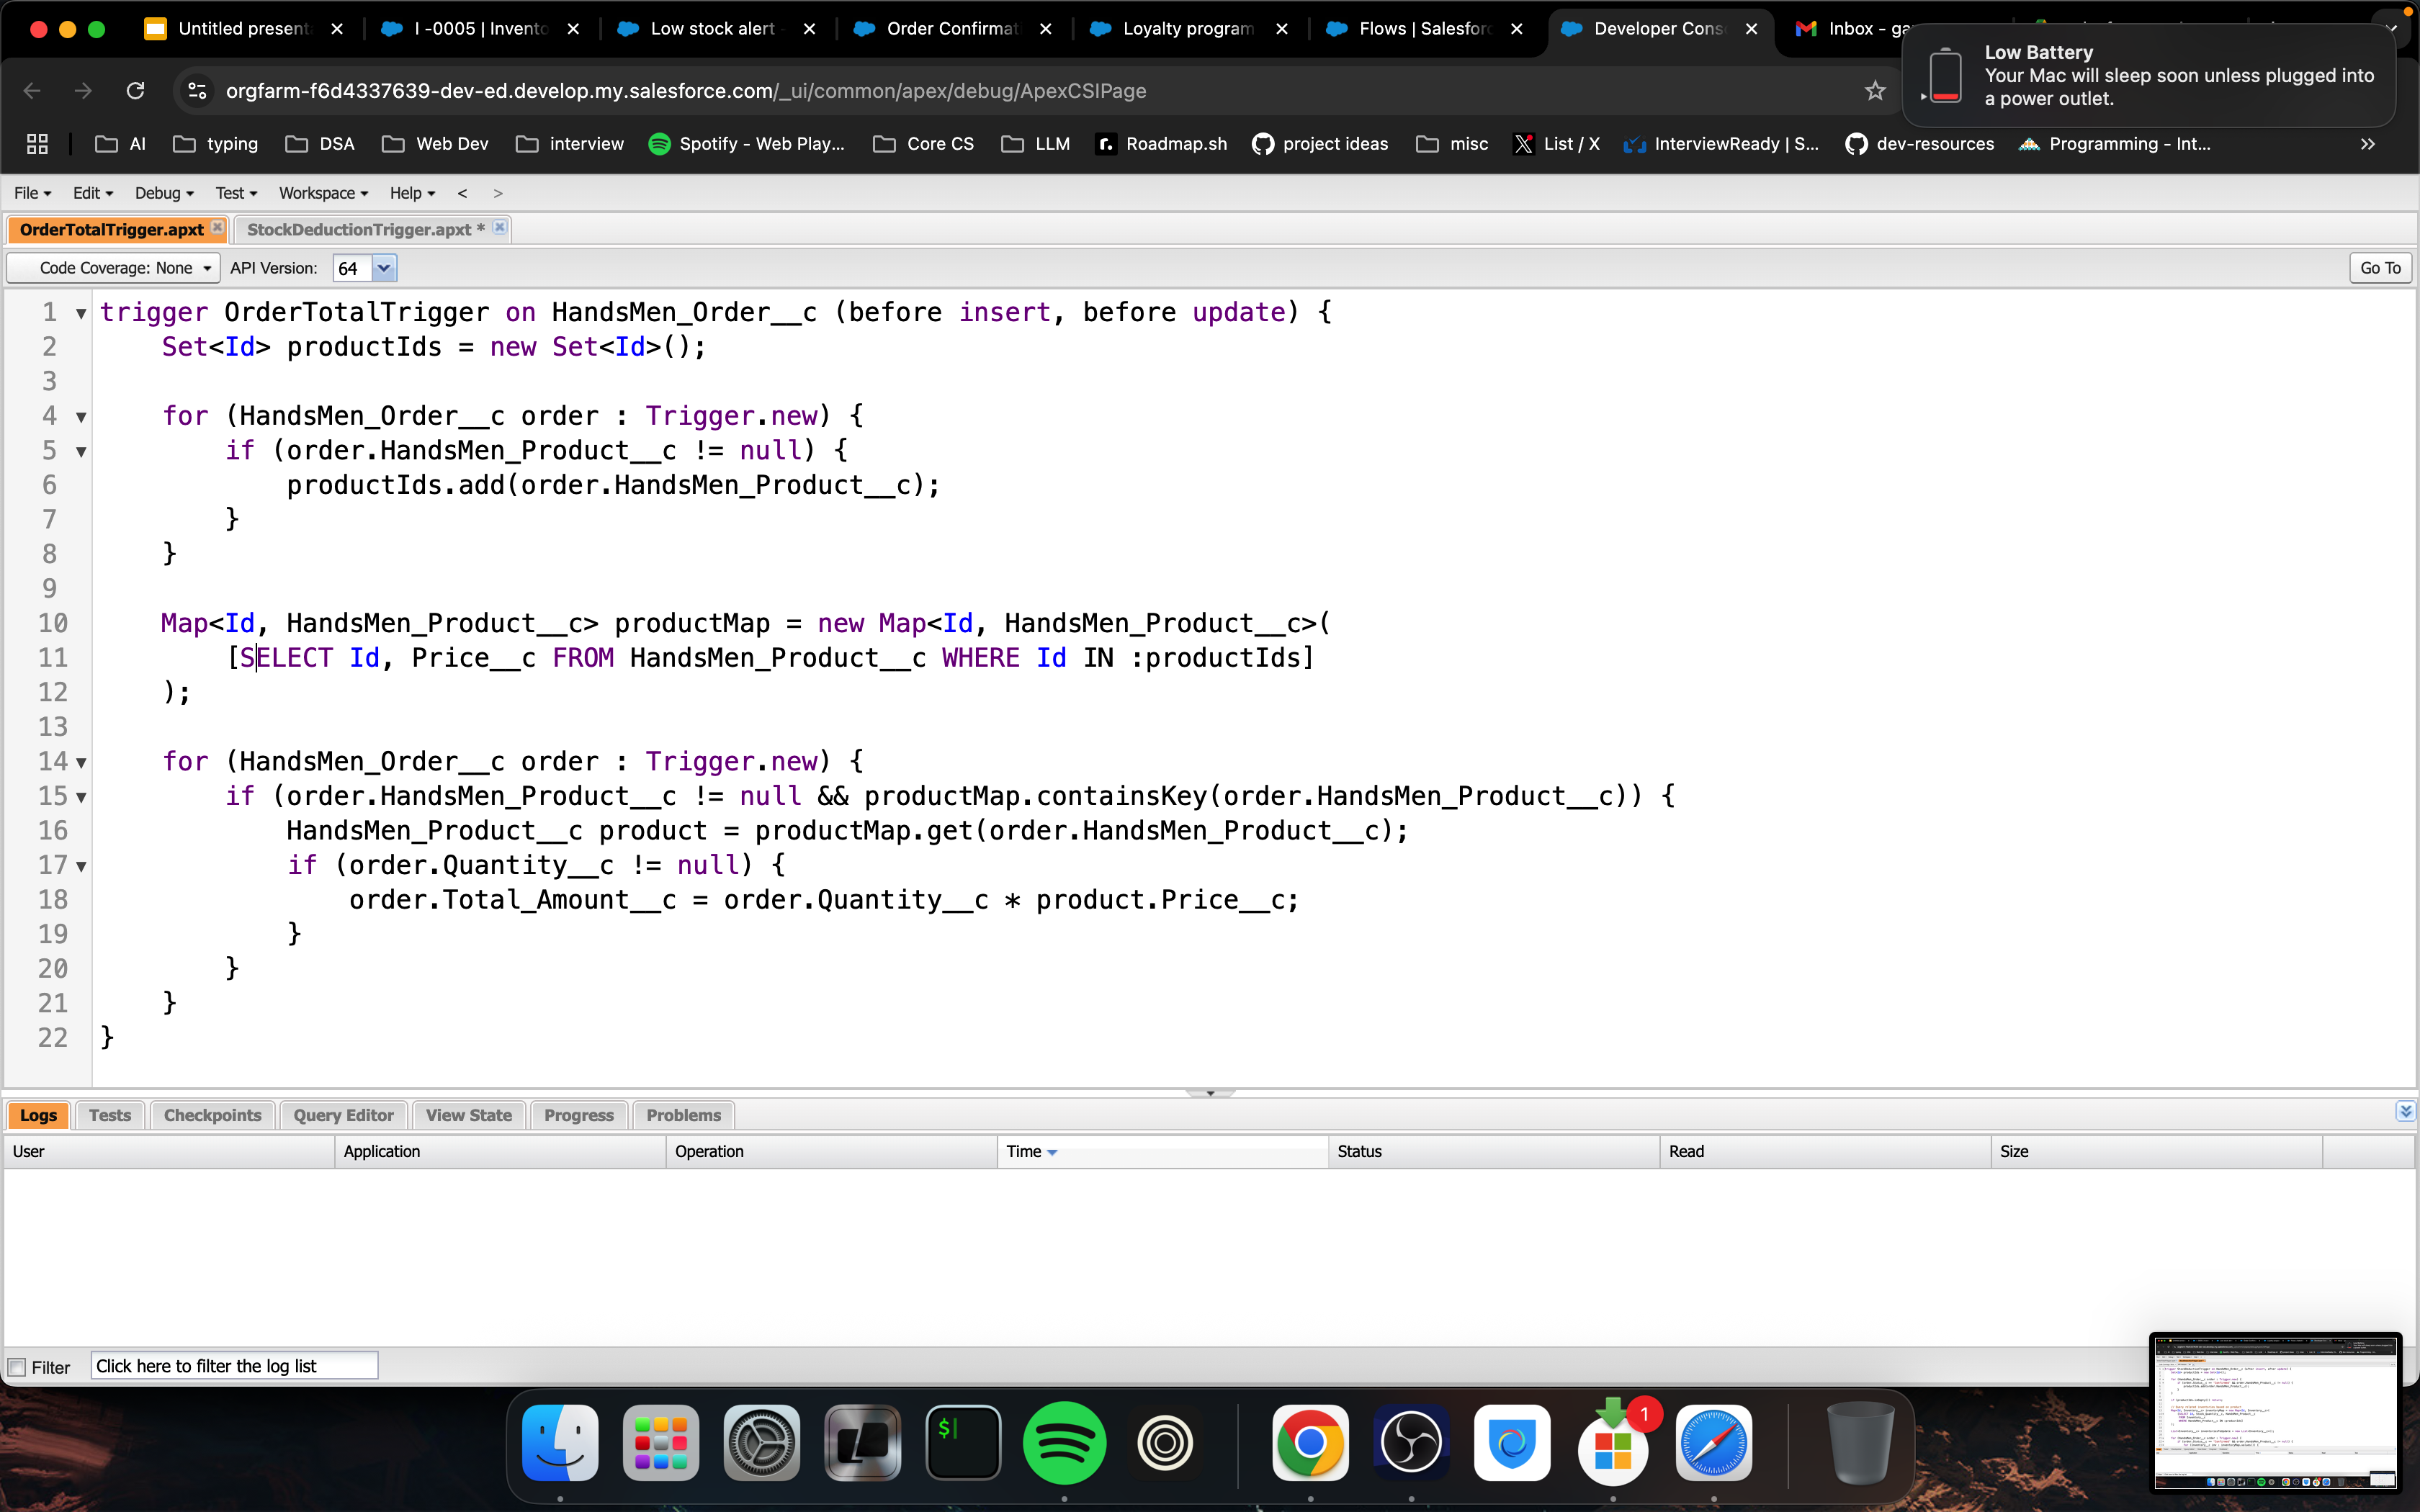 Untitled present
I -0005 | Invento
Low stock alert
Order Confirmat
Loyalty program
Flows | Salesforc
Developer Cons
Inbox - ga
Low Battery
Your Mac will sleep soon unless plugged into
a power outlet.
orgfarm-f6d4337639-dev-ed.develop.my.salesforce.com/_ui/common/apex/debug/ApexCSIPage
AI typing DSA Web Dev interview Spotify - Web Play... Core CS LLM Roadmap.sh project ideas misc List / X InterviewReady | S... dev-resources Programming - Int... »
File Edit Debug Test Workspace Help < >
OrderTotalTrigger.apxt StockDeductionTrigger.apxt *
Code Coverage: None API Version: 64 Go To
1 trigger OrderTotalTrigger on HandsMen_Order__c (before insert, before update) {
2 Set<Id> productIds = new Set<Id>();
3
4 for (HandsMen_Order__c order : Trigger.new) {
5 if (order.HandsMen_Product__c != null) {
6 productIds.add(order.HandsMen_Product__c);
7 }
8 }
9
10 Map<Id, HandsMen_Product__c> productMap = new Map<Id, HandsMen_Product__c>(
11 [SELECT Id, Price__c FROM HandsMen_Product__c WHERE Id IN :productIds]
12 );
13
14 for (HandsMen_Order__c order : Trigger.new) {
15 if (order.HandsMen_Product__c != null && productMap.containsKey(order.HandsMen_Product__c)) {
16 HandsMen_Product__c product = productMap.get(order.HandsMen_Product__c);
17 if (order.Quantity__c != null) {
18 order.Total_Amount__c = order.Quantity__c * product.Price__c;
19 }
20 }
21 }
22 }
Logs Tests Checkpoints Query Editor View State Progress Problems
User Application Operation Time Status Read Size
Filter Click here to filter the log list
$
1